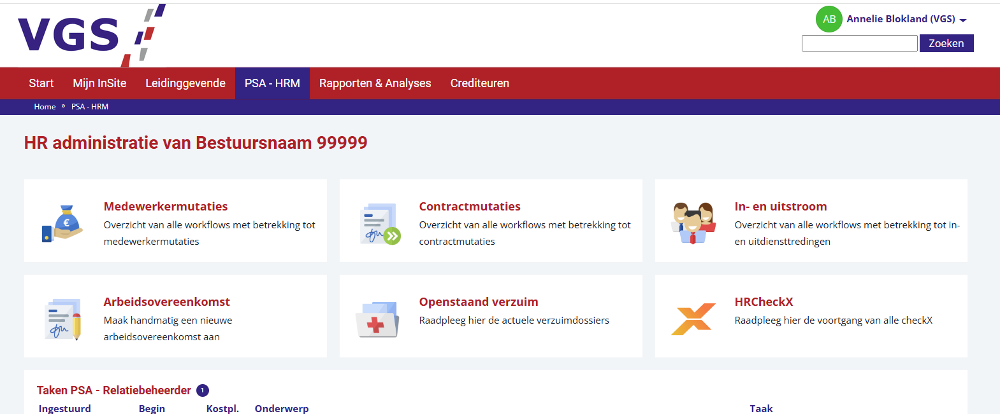 VGS
AB Annelie Blokland (VGS)
Zoeken
Start Mijn InSite Leidinggevende PSA - HRM Rapporten & Analyses Crediteuren
Home » PSA - HRM
HR administratie van Bestuursnaam 99999
Medewerkermutaties
Overzicht van alle workflows met betrekking tot
medewerkermutaties
Contractmutaties
Overzicht van alle workflows met betrekking tot
contractmutaties
In- en uitstroom
Overzicht van alle workflows met betrekking tot in-
en uitdiensttredingen
Arbeidsovereenkomst
Maak handmatig een nieuwe
arbeidsovereenkomst aan
Openstaand verzuim
Raadpleeg hier de actuele verzuimdossiers
HRCheckX
Raadpleeg hier de voortgang van alle checkX
Taken PSA - Relatiebeheerder 1
Ingestuurd Begin Kostpl. Onderwerp Taak